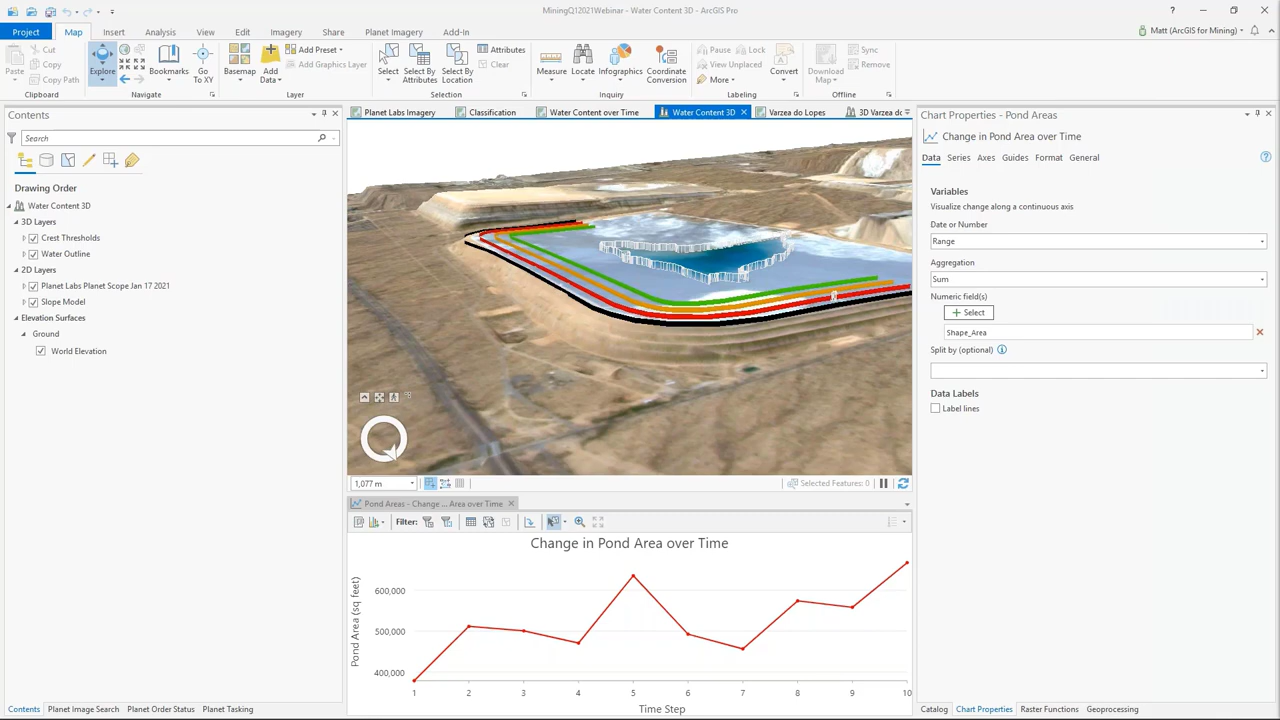 MiningQ12021Webinar - Water Content 3D - ArcGIS Pro
Project Map Insert Analysis View Edit Imagery Share Planet Imagery Add-In
Matt (ArcGIS for Mining)
Paste
Cut
Copy
Copy Path
Clipboard
Explore
Bookmarks
Go To XY
Navigate
Basemap
Add Data
Add Preset
Add Graphics Layer
Layer
Select
Select By Attributes
Select By Location
Attributes
Clear
Selection
Measure
Locate
Infographics
Coordinate Conversion
Inquiry
Pause
Lock
View Unplaced
More
Labeling
Convert
Download Map
Sync
Remove
Offline
Contents
Search
Drawing Order
Water Content 3D
3D Layers
Crest Thresholds
Water Outline
2D Layers
Planet Labs Planet Scope Jan 17 2021
Slope Model
Elevation Surfaces
Ground
World Elevation
Contents Planet Image Search Planet Order Status Planet Tasking
Planet Labs Imagery Classification Water Content over Time Water Content 3D Varzea do Lopes 3D Varzea do
1,077 m
Selected Features: 0
Pond Areas - Change ... Area over Time
Filter:
Change in Pond Area over Time
Pond Area (sq feet)
600,000
500,000
400,000
1 2 3 4 5 6 7 8 9 10
Time Step
Chart Properties - Pond Areas
Change in Pond Area over Time
Data Series Axes Guides Format General
Variables
Visualize change along a continuous axis
Date or Number
Range
Aggregation
Sum
Numeric field(s)
Select
Shape_Area
Split by (optional)
Data Labels
Label lines
Catalog Chart Properties Raster Functions Geoprocessing